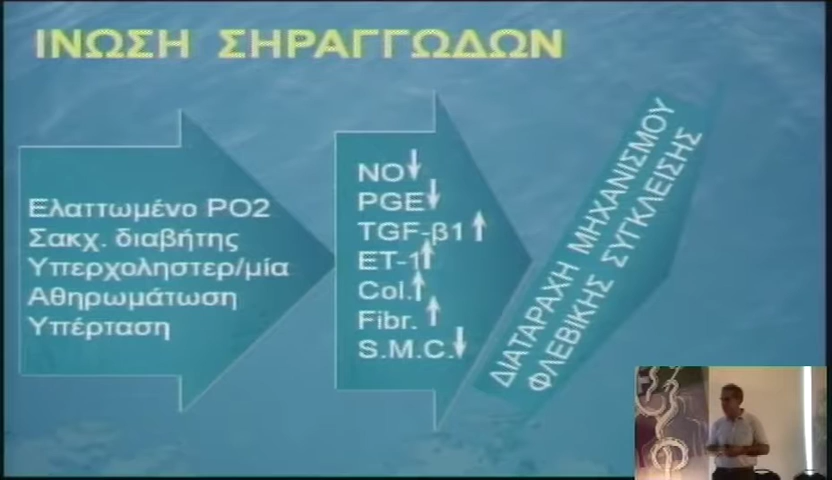 ΙΝΩΣΗ ΣΗΡΑΓΓΩΔΩΝ
Ελαττωμένο PO2
Σακχ. διαβήτης
Υπερχοληστερ/μία
Αθηρωμάτωση
Υπέρταση
NO↓
PGE↓
TGF-β1↑
ET-1↑
Col.↑
Fibr. ↑
S.M.C.↓
ΔΙΑΤΑΡΑΧΗ ΜΗΧΑΝΙΣΜΟΥ
ΦΛΕΒΙΚΗΣ ΣΥΓΚΛΕΙΣΗΣ